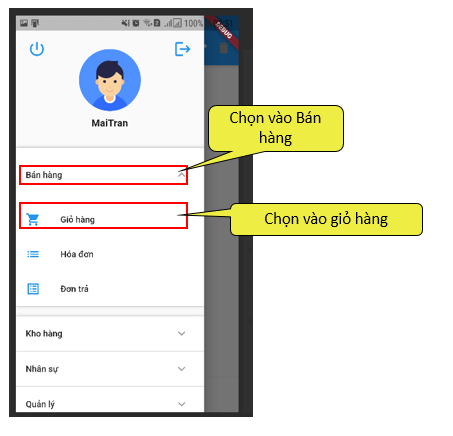 100%
DEBUG
MaiTran
Chọn vào Bán
hàng
Bán hàng
Giỏ hàng
Chọn vào giỏ hàng
Hóa đơn
Đơn trả
Kho hàng
Nhân sự
Quản lý